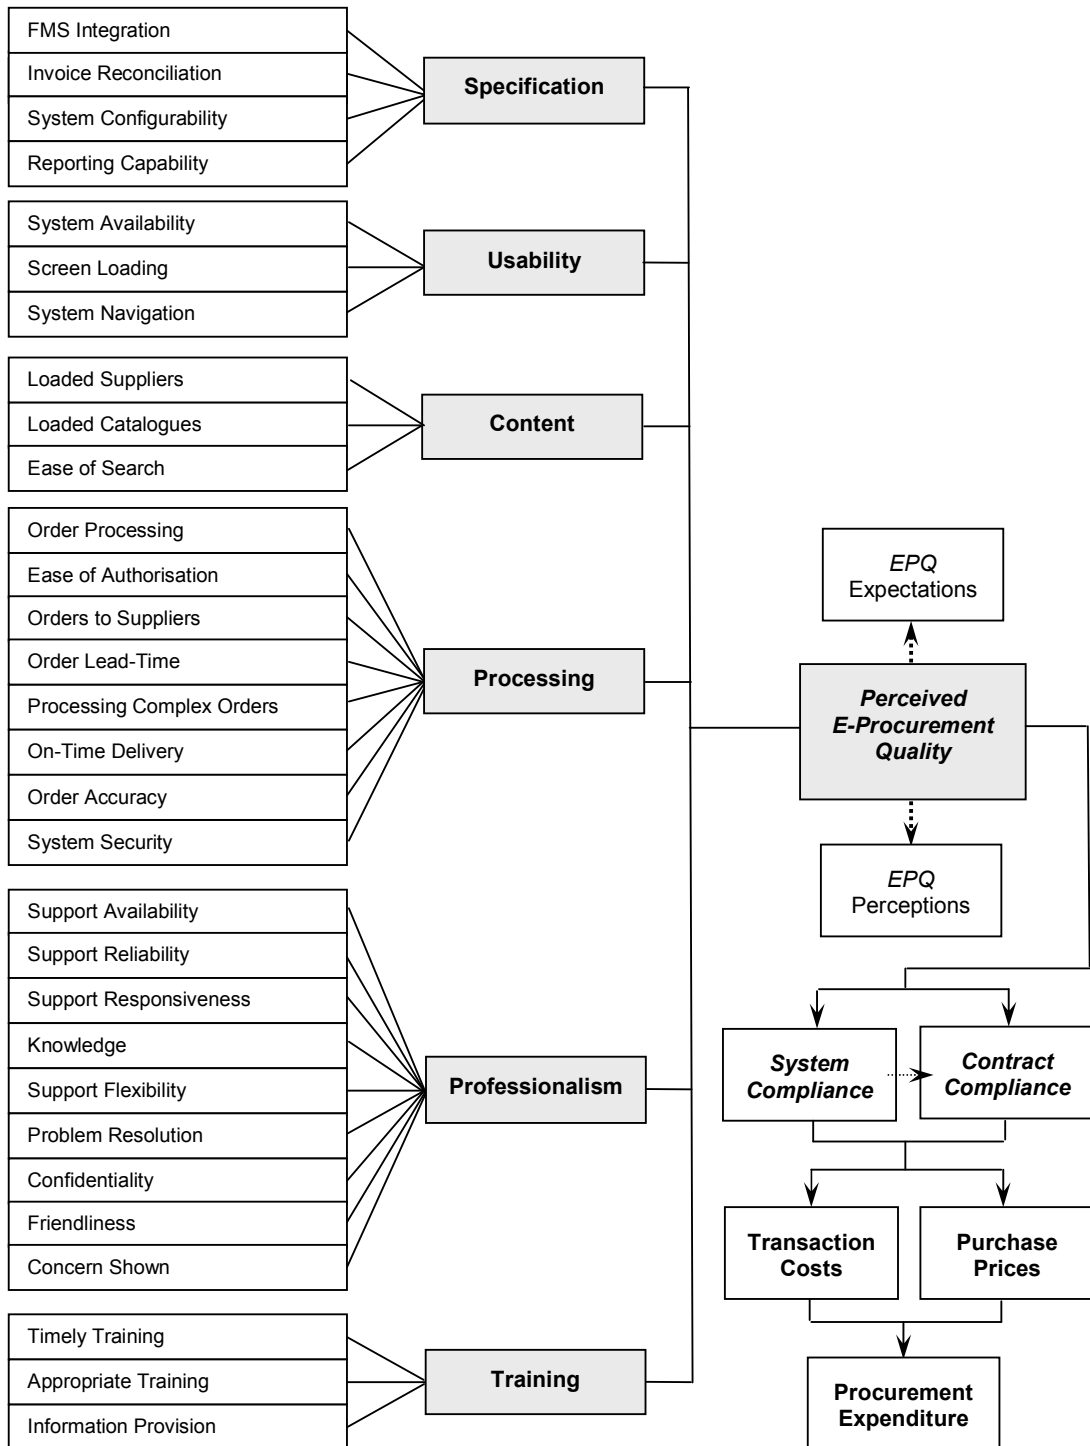 FMS Integration
Invoice Reconciliation
System Configurability
Reporting Capability
Specification
System Availability
Screen Loading
System Navigation
Usability
Loaded Suppliers
Loaded Catalogues
Ease of Search
Content
Order Processing
Ease of Authorisation
Orders to Suppliers
Order Lead-Time
Processing Complex Orders
On-Time Delivery
Order Accuracy
System Security
Processing
Support Availability
Support Reliability
Support Responsiveness
Knowledge
Support Flexibility
Problem Resolution
Confidentiality
Friendliness
Concern Shown
Professionalism
Timely Training
Appropriate Training
Information Provision
Training
EPQ
Expectations
Perceived
E-Procurement
Quality
EPQ
Perceptions
System
Compliance
Contract
Compliance
Transaction
Costs
Purchase
Prices
Procurement
Expenditure